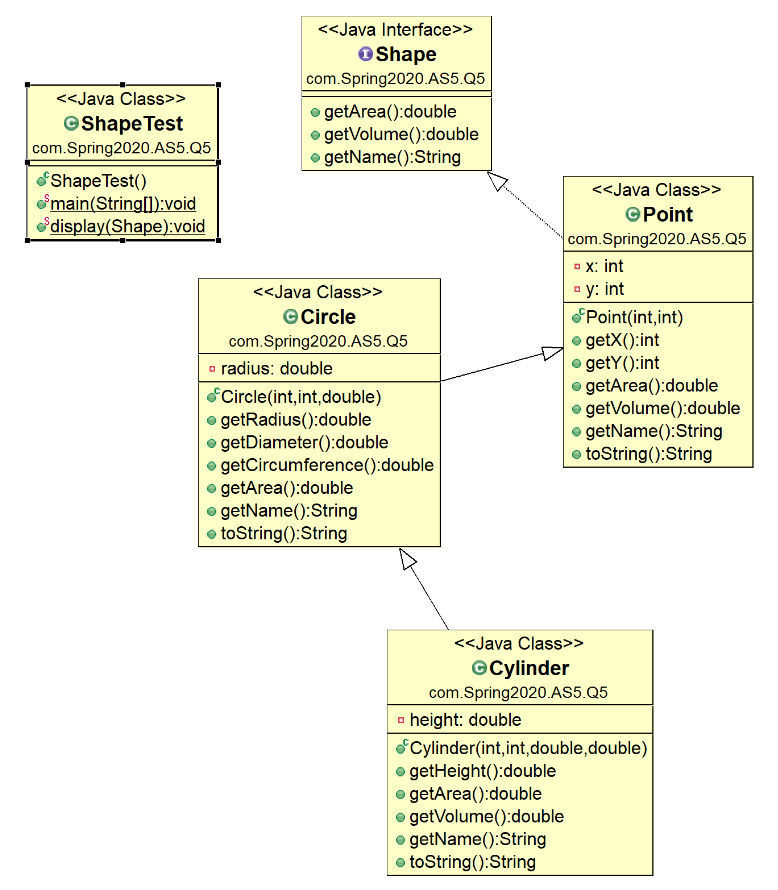 <<Java Interface>>
Shape
com.Spring2020.AS5.Q5
getArea():double
getVolume():double
getName():String
<<Java Class>>
ShapeTest
com.Spring2020.AS5.Q5
ShapeTest()
main(String[]):void
display(Shape):void
<<Java Class>>
Point
com.Spring2020.AS5.Q5
x: int
y: int
Point(int,int)
getX():int
getY():int
getArea():double
getVolume():double
getName():String
toString():String
<<Java Class>>
Circle
com.Spring2020.AS5.Q5
radius: double
Circle(int,int,double)
getRadius():double
getDiameter():double
getCircumference():double
getArea():double
getName():String
toString():String
<<Java Class>>
Cylinder
com.Spring2020.AS5.Q5
height: double
Cylinder(int,int,double,double)
getHeight():double
getArea():double
getVolume():double
getName():String
toString():String